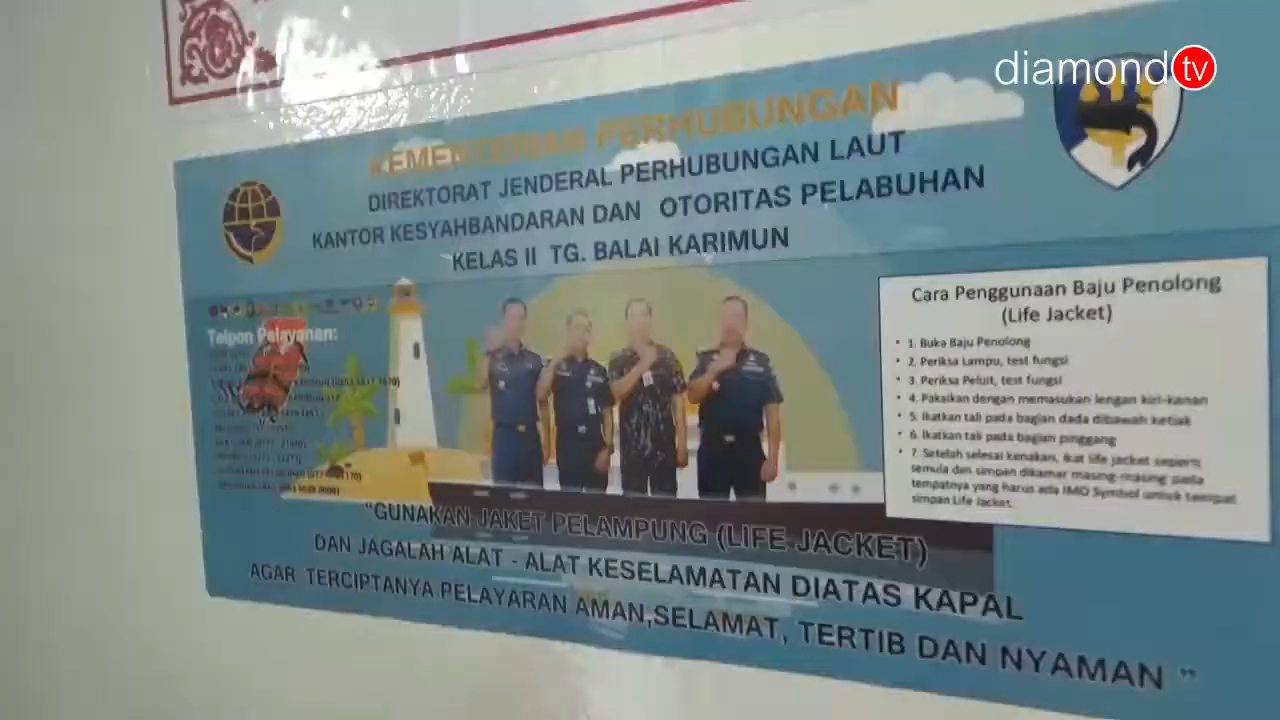 diamond tv
KEMENTERIAN PERHUBUNGAN
DIREKTORAT JENDERAL PERHUBUNGAN LAUT
KANTOR KESYAHBANDARAN DAN OTORITAS PELABUHAN
KELAS II TG. BALAI KARIMUN
Telpon Pelayanan:
Cara Penggunaan Baju Penolong
(Life Jacket)
• 1. Buka Baju Penolong
• 2. Periksa Lampu, test fungsi
• 3. Periksa Peluit, test fungsi
• 4. Pakaikan dengan memasukan lengan kiri-kanan
• 5. Ikatkan tali pada bagian dada dibawah ketiak
• 6. Ikatkan tali pada bagian pinggang
• 7. Setelah selesai kenakan, ikat life jacket seperti
semula dan simpan dikamar masing-masing pada
tempatnya yang harus ada IMO Symbol untuk tempat
simpan Life Jacket.
"GUNAKAN JAKET PELAMPUNG (LIFE JACKET)
DAN JAGALAH ALAT - ALAT KESELAMATAN DIATAS KAPAL
AGAR TERCIPTANYA PELAYARAN AMAN,SELAMAT, TERTIB DAN NYAMAN "